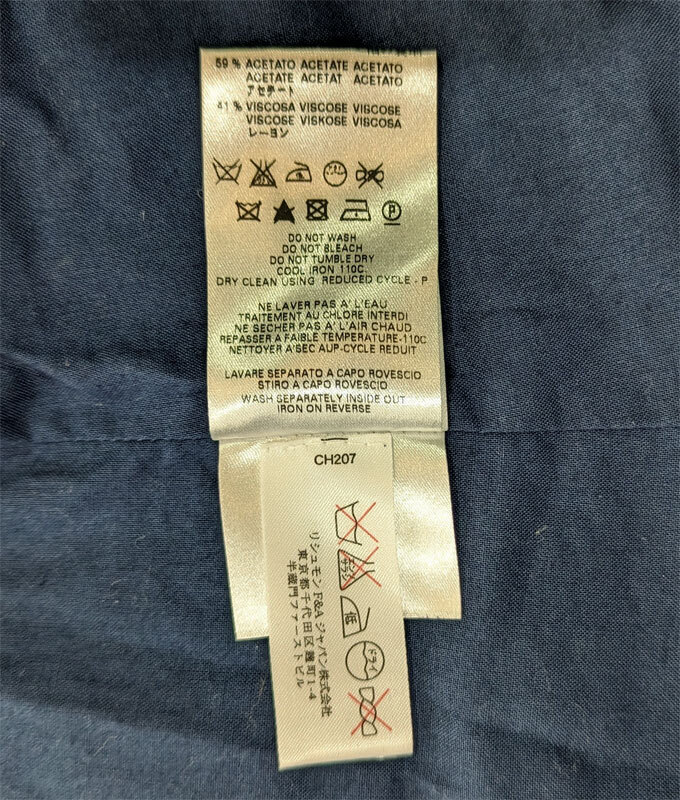 59 % ACETATO ACETATE ACETATO
ACETATE ACETAT ACETATO
アセテート
41 % VISCOSA VISCOSE VISCOSE
VISCOSE VISKOSE VISCOSA
レーヨン
P
DO NOT WASH
DO NOT BLEACH
DO NOT TUMBLE DRY
COOL IRON 110C.
DRY CLEAN USING REDUCED CYCLE - P
NE LAVER PAS A' L'EAU
TRAITEMENT AU CHLORE INTERDI
NE SECHER PAS A' L'AIR CHAUD
REPASSER A FAIBLE TEMPERATURE-110C
NETTOYER A'SEC AUP-CYCLE REDUIT
LAVARE SEPARATO A CAPO ROVESCIO
STIRO A CAPO ROVESCIO
WASH SEPARATELY INSIDE OUT
IRON ON REVERSE
CH207
エンソ サラシ
低
ドライ
リシュモン F&A ジャパン株式会社
東京都千代田区麹町1-4
半蔵門ファーストビル